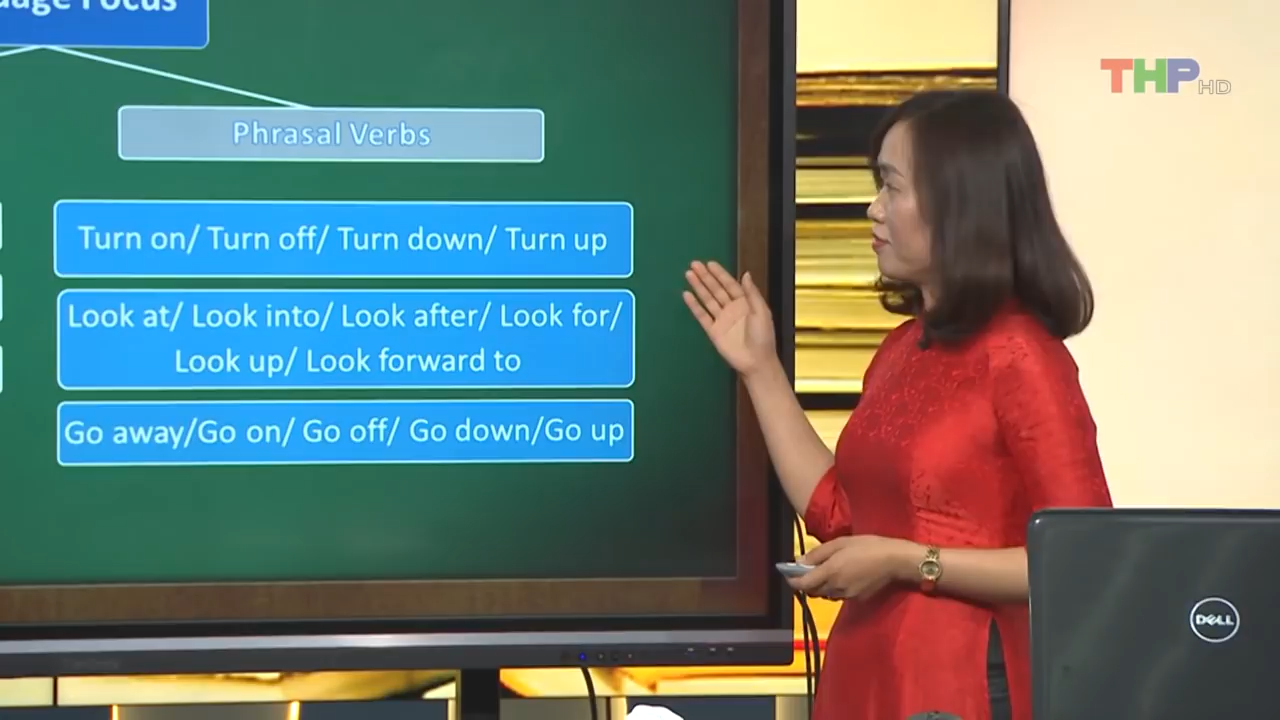 Focus
THP HD
Phrasal Verbs
Turn on/ Turn off/ Turn down/ Turn up
Look at/ Look into/ Look after/ Look for/
Look up/ Look forward to
Go away/Go on/ Go off/ Go down/Go up
DELL